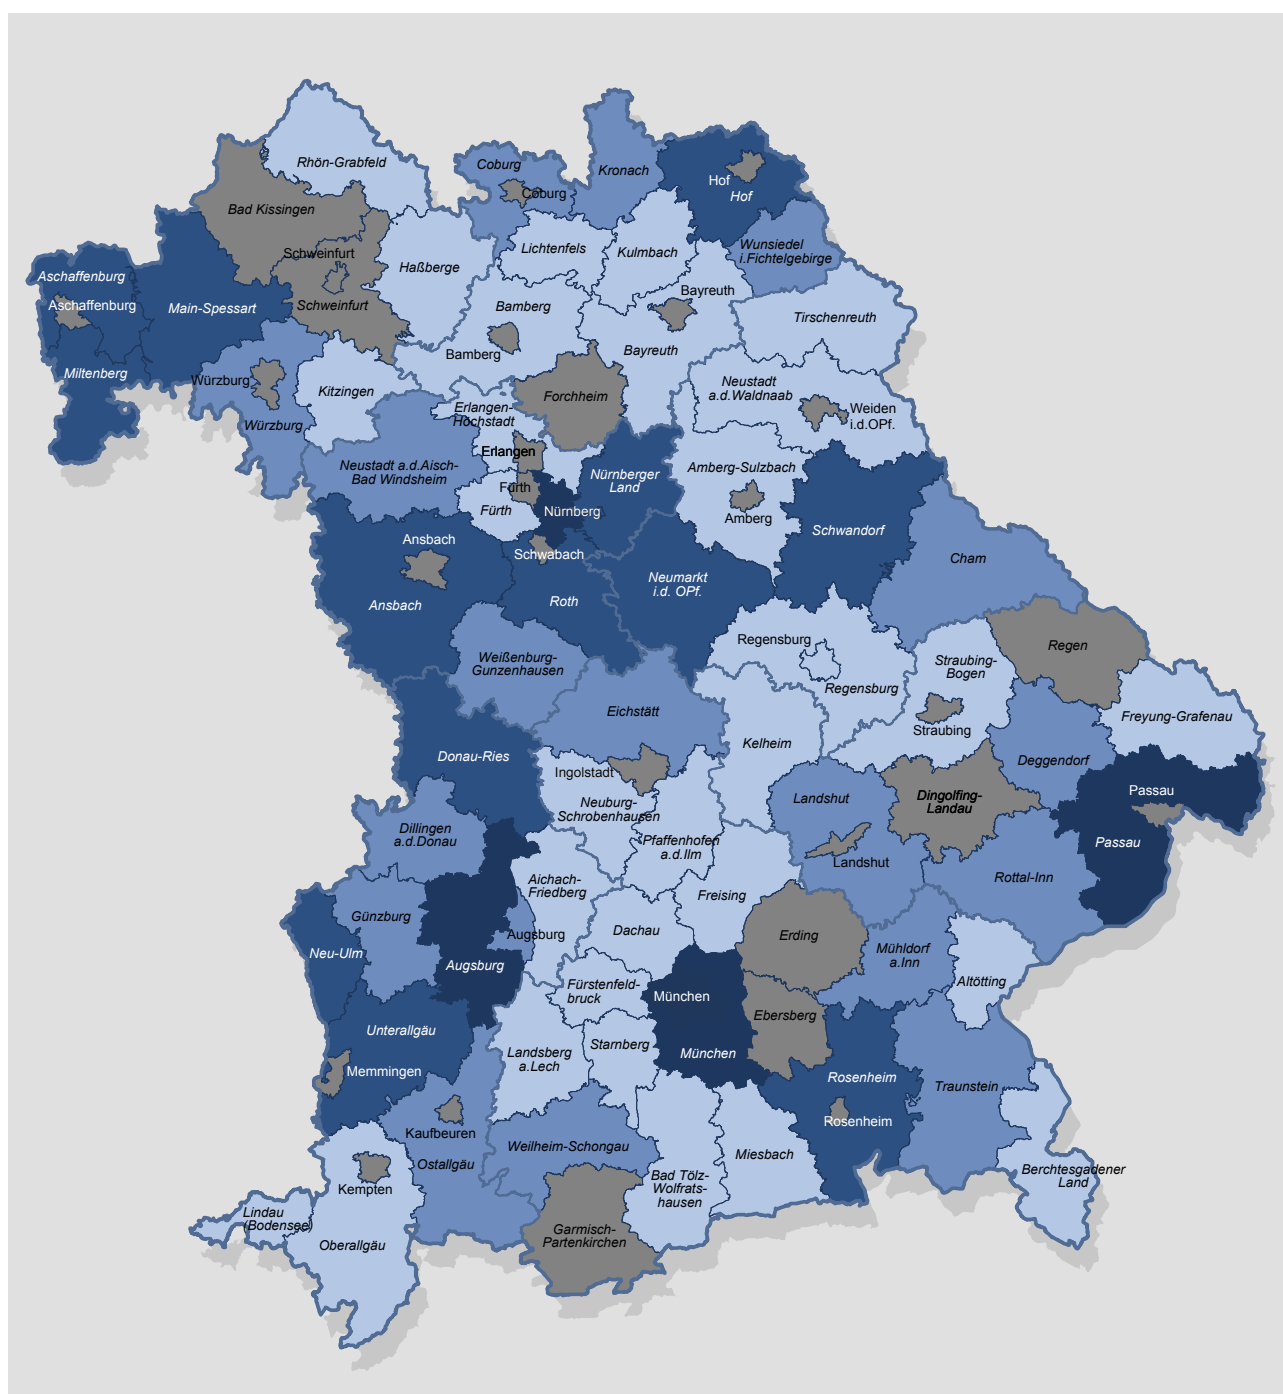 Rhön-Grabfeld
Coburg
Coburg
Kronach
Hof
Hof
Bad Kissingen
Schweinfurt
Haßberge
Lichtenfels
Kulmbach
Wunsiedel
i.Fichtelgebirge
Aschaffenburg
Aschaffenburg
Main-Spessart
Schweinfurt
Bamberg
Bayreuth
Tirschenreuth
Miltenberg
Würzburg
Kitzingen
Bamberg
Bayreuth
Forchheim
Neustadt
a.d.Waldnaab
Weiden
i.d.OPf.
Würzburg
Erlangen-
Höchstadt
Erlangen
Neustadt a.d.Aisch-
Bad Windsheim
Fürth
Fürth
Nürnberg
Nürnberger
Land
Amberg-Sulzbach
Amberg
Schwandorf
Ansbach
Ansbach
Schwabach
Roth
Neumarkt
i.d. OPf.
Cham
Weißenburg-
Gunzenhausen
Regensburg
Regensburg
Straubing-
Bogen
Straubing
Regen
Eichstätt
Kelheim
Freyung-Grafenau
Donau-Ries
Ingolstadt
Neuburg-
Schrobenhausen
Landshut
Landshut
Dingolfing-
Landau
Deggendorf
Passau
Passau
Dillingen
a.d.Donau
Pfaffenhofen
a.d.Ilm
Aichach-
Friedberg
Freising
Rottal-Inn
Günzburg
Augsburg
Augsburg
Dachau
Erding
Mühldorf
a.Inn
Neu-Ulm
Altötting
Fürstenfeld-
bruck
München
München
Ebersberg
Unterallgäu
Landsberg
a.Lech
Starnberg
Memmingen
Rosenheim
Rosenheim
Traunstein
Kaufbeuren
Ostallgäu
Weilheim-Schongau
Miesbach
Bad Tölz-
Wolfrats-
hausen
Berchtesgadener
Land
Kempten
Lindau
(Bodensee)
Oberallgäu
Garmisch-
Partenkirchen